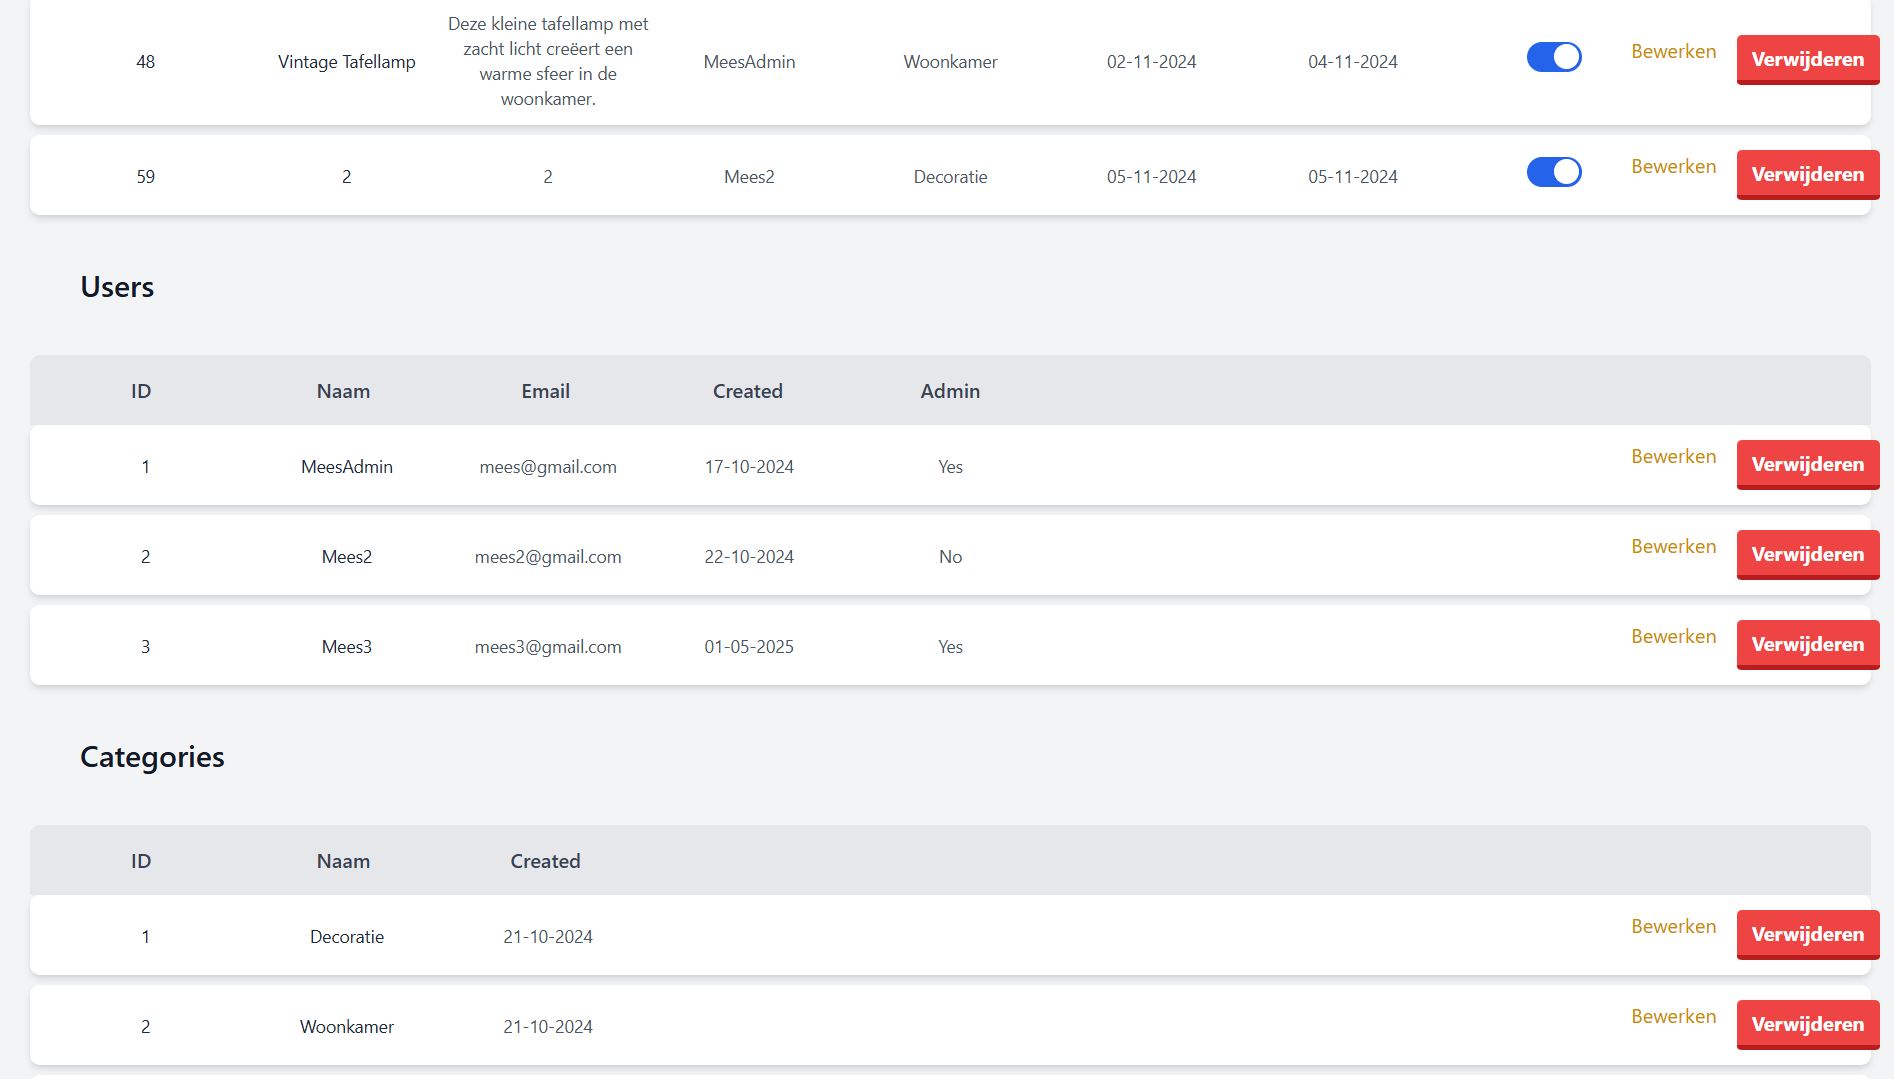 Deze kleine tafellamp met
zacht licht creëert een
warme sfeer in de
woonkamer.
48 Vintage Tafellamp MeesAdmin Woonkamer 02-11-2024 04-11-2024 Bewerken Verwijderen
59 2 2 Mees2 Decoratie 05-11-2024 05-11-2024 Bewerken Verwijderen
Users
ID Naam Email Created Admin
1 MeesAdmin mees@gmail.com 17-10-2024 Yes Bewerken Verwijderen
2 Mees2 mees2@gmail.com 22-10-2024 No Bewerken Verwijderen
3 Mees3 mees3@gmail.com 01-05-2025 Yes Bewerken Verwijderen
Categories
ID Naam Created
1 Decoratie 21-10-2024 Bewerken Verwijderen
2 Woonkamer 21-10-2024 Bewerken Verwijderen